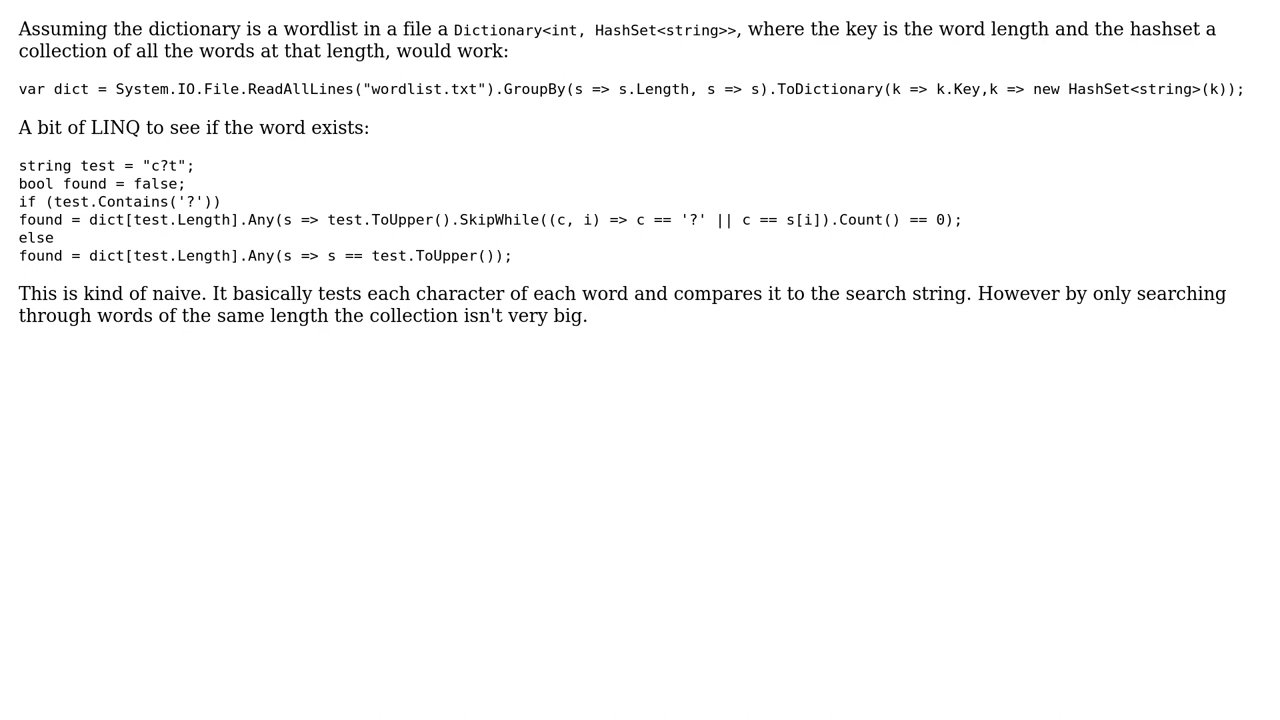 Assuming the dictionary is a wordlist in a file a Dictionary<int, HashSet<string>>, where the key is the word length and the hashset a
collection of all the words at that length, would work:
var dict = System.IO.File.ReadAllLines("wordlist.txt").GroupBy(s => s.Length, s => s).ToDictionary(k => k.Key,k => new HashSet<string>(k));
A bit of LINQ to see if the word exists:
string test = "c?t";
bool found = false;
if (test.Contains('?'))
found = dict[test.Length].Any(s => test.ToUpper().SkipWhile((c, i) => c == '?' || c == s[i]).Count() == 0);
else
found = dict[test.Length].Any(s => s == test.ToUpper());
This is kind of naive. It basically tests each character of each word and compares it to the search string. However by only searching
through words of the same length the collection isn't very big.